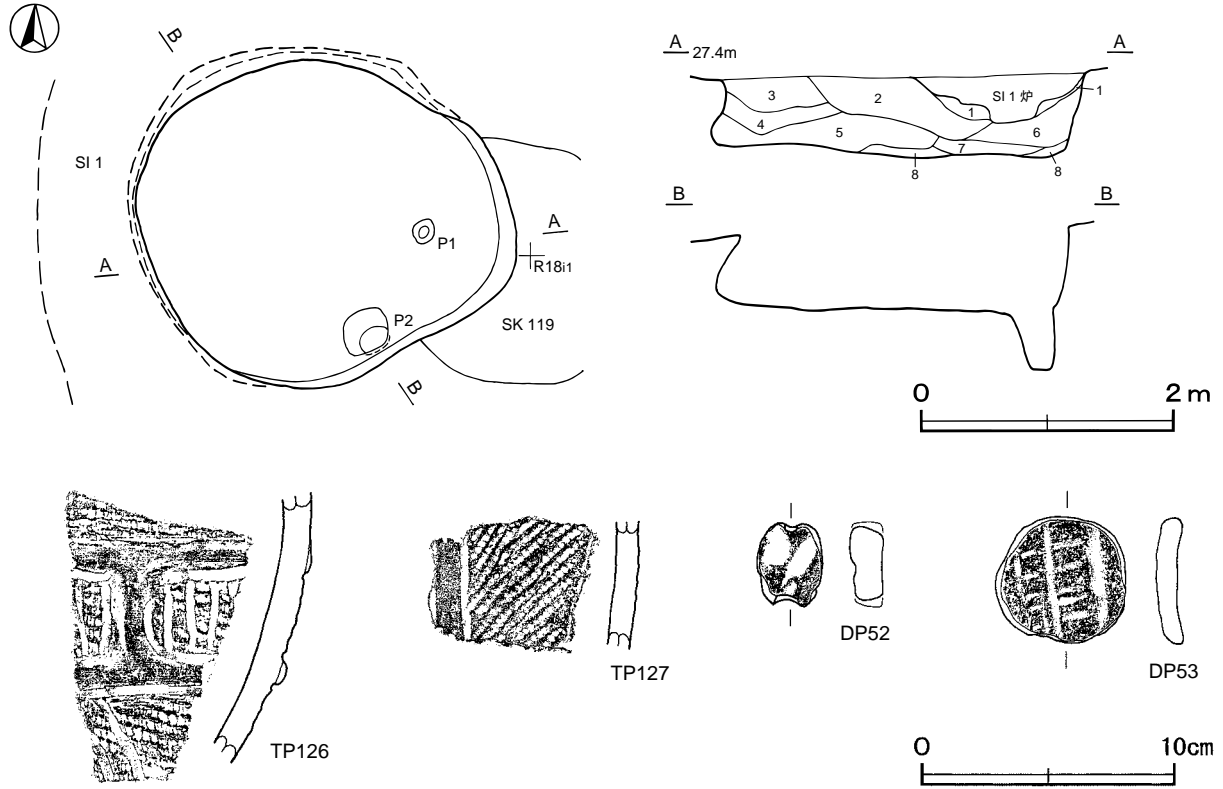 B
A 27.4m A
3
2
SI 1 炉
1
1
4
5
6
7
8
8
SI 1
B B
A
P1
R18i1
A
P2
SK 119
B
0 2m
TP126
TP127
DP52
DP53
0 10cm